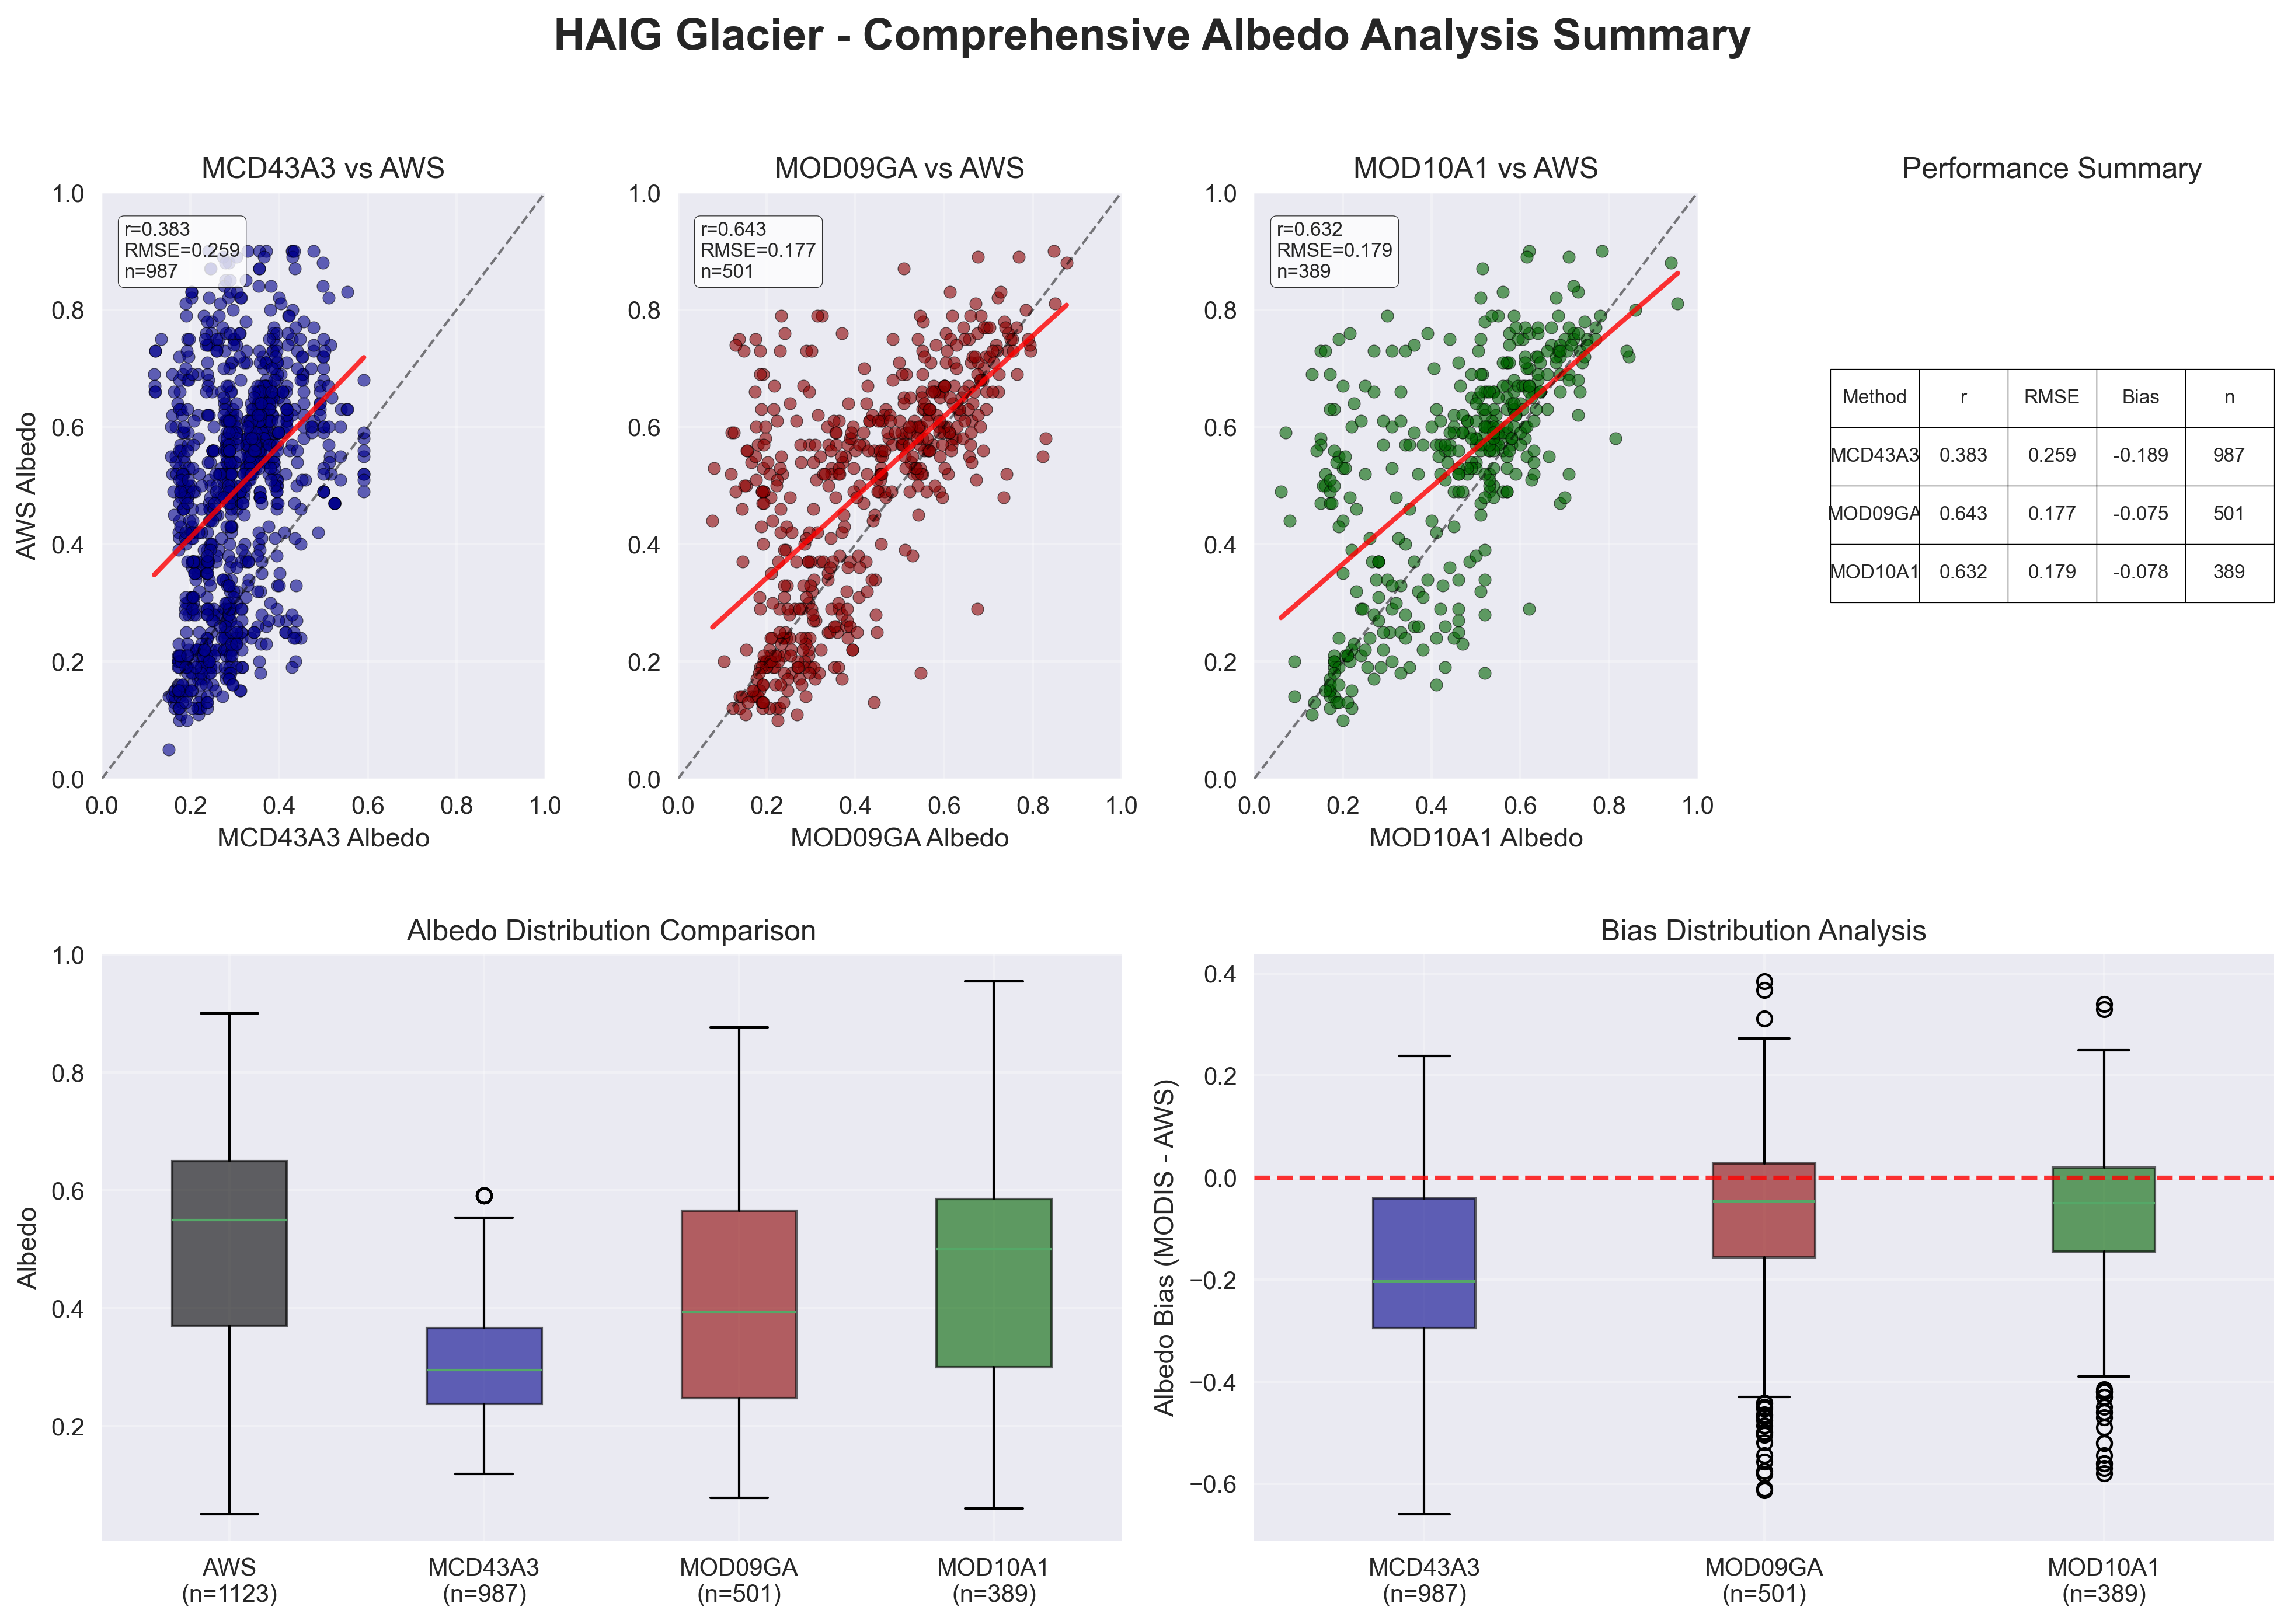 HAIG Glacier - Comprehensive Albedo Analysis Summary
MCD43A3 vs AWS
r=0.383
RMSE=0.259
n=987
AWS Albedo
1.0
0.8
0.6
0.4
0.2
0.0
0.0 0.2 0.4 0.6 0.8 1.0
MCD43A3 Albedo
MOD09GA vs AWS
r=0.643
RMSE=0.177
n=501
1.0
0.8
0.6
0.4
0.2
0.0
0.0 0.2 0.4 0.6 0.8 1.0
MOD09GA Albedo
MOD10A1 vs AWS
r=0.632
RMSE=0.179
n=389
1.0
0.8
0.6
0.4
0.2
0.0
0.0 0.2 0.4 0.6 0.8 1.0
MOD10A1 Albedo
Performance Summary
Method r RMSE Bias n
MCD43A3 0.383 0.259 -0.189 987
MOD09GA 0.643 0.177 -0.075 501
MOD10A1 0.632 0.179 -0.078 389
Albedo Distribution Comparison
Albedo
1.0
0.8
0.6
0.4
0.2
AWS MCD43A3 MOD09GA MOD10A1
(n=1123) (n=987) (n=501) (n=389)
Bias Distribution Analysis
Albedo Bias (MODIS - AWS)
0.4
0.2
0.0
−0.2
−0.4
−0.6
MCD43A3 MOD09GA MOD10A1
(n=987) (n=501) (n=389)